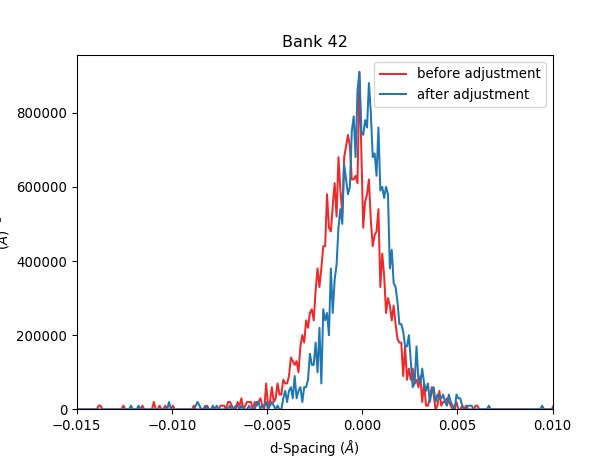 Bank 42
before adjustment
after adjustment
800000
600000
400000
200000
0
(Å)
−0.015 −0.010 −0.005 0.000 0.005 0.010
d-Spacing (Å)